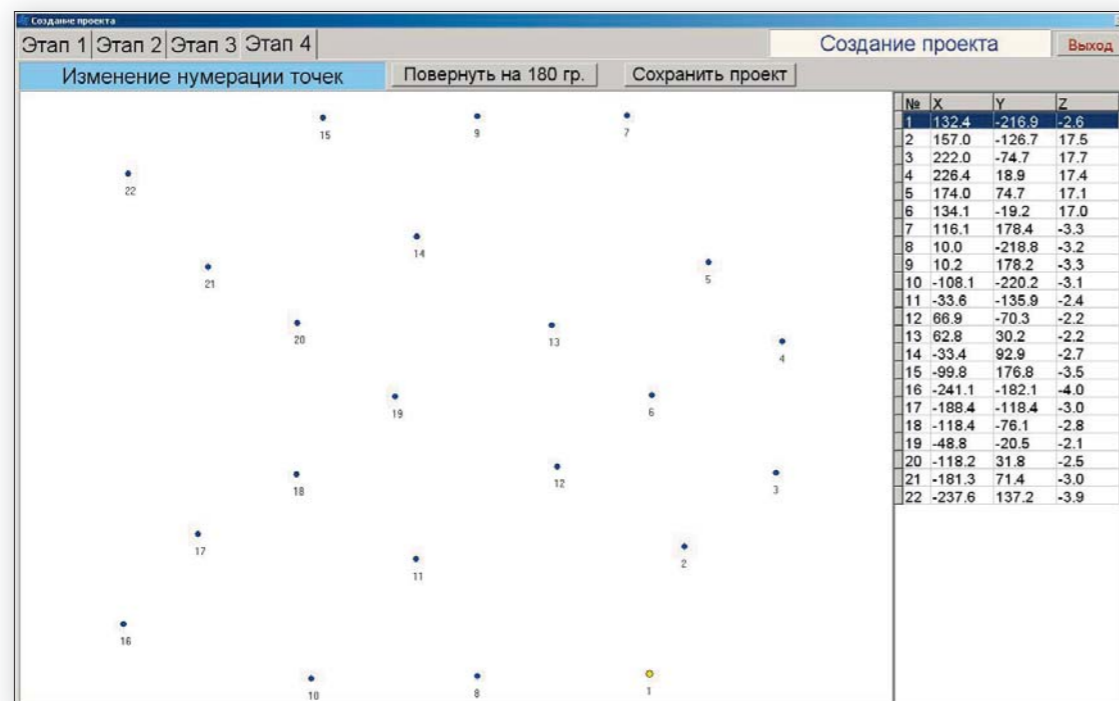 Создание проекта
Этап 1 Этап 2 Этап 3 Этап 4 Создание проекта Выход
Изменение нумерации точек Повернуть на 180 гр. Сохранить проект
15 9 7
22
14
21 5
20 13
4
19 6
18 12 3
17
11 2
16
10 8 1
№ X Y Z
1 132.4 -216.9 -2.6
2 157.0 -126.7 17.5
3 222.0 -74.7 17.7
4 226.4 18.9 17.4
5 174.0 74.7 17.1
6 134.1 -19.2 17.0
7 116.1 178.4 -3.3
8 10.0 -218.8 -3.2
9 10.2 178.2 -3.3
10 -108.1 -220.2 -3.1
11 -33.6 -135.9 -2.4
12 66.9 -70.3 -2.2
13 62.8 30.2 -2.2
14 -33.4 92.9 -2.7
15 -99.8 176.8 -3.5
16 -241.1 -182.1 -4.0
17 -188.4 -118.4 -3.0
18 -118.4 -76.1 -2.8
19 -48.8 -20.5 -2.1
20 -118.2 31.8 -2.5
21 -181.3 71.4 -3.0
22 -237.6 137.2 -3.9